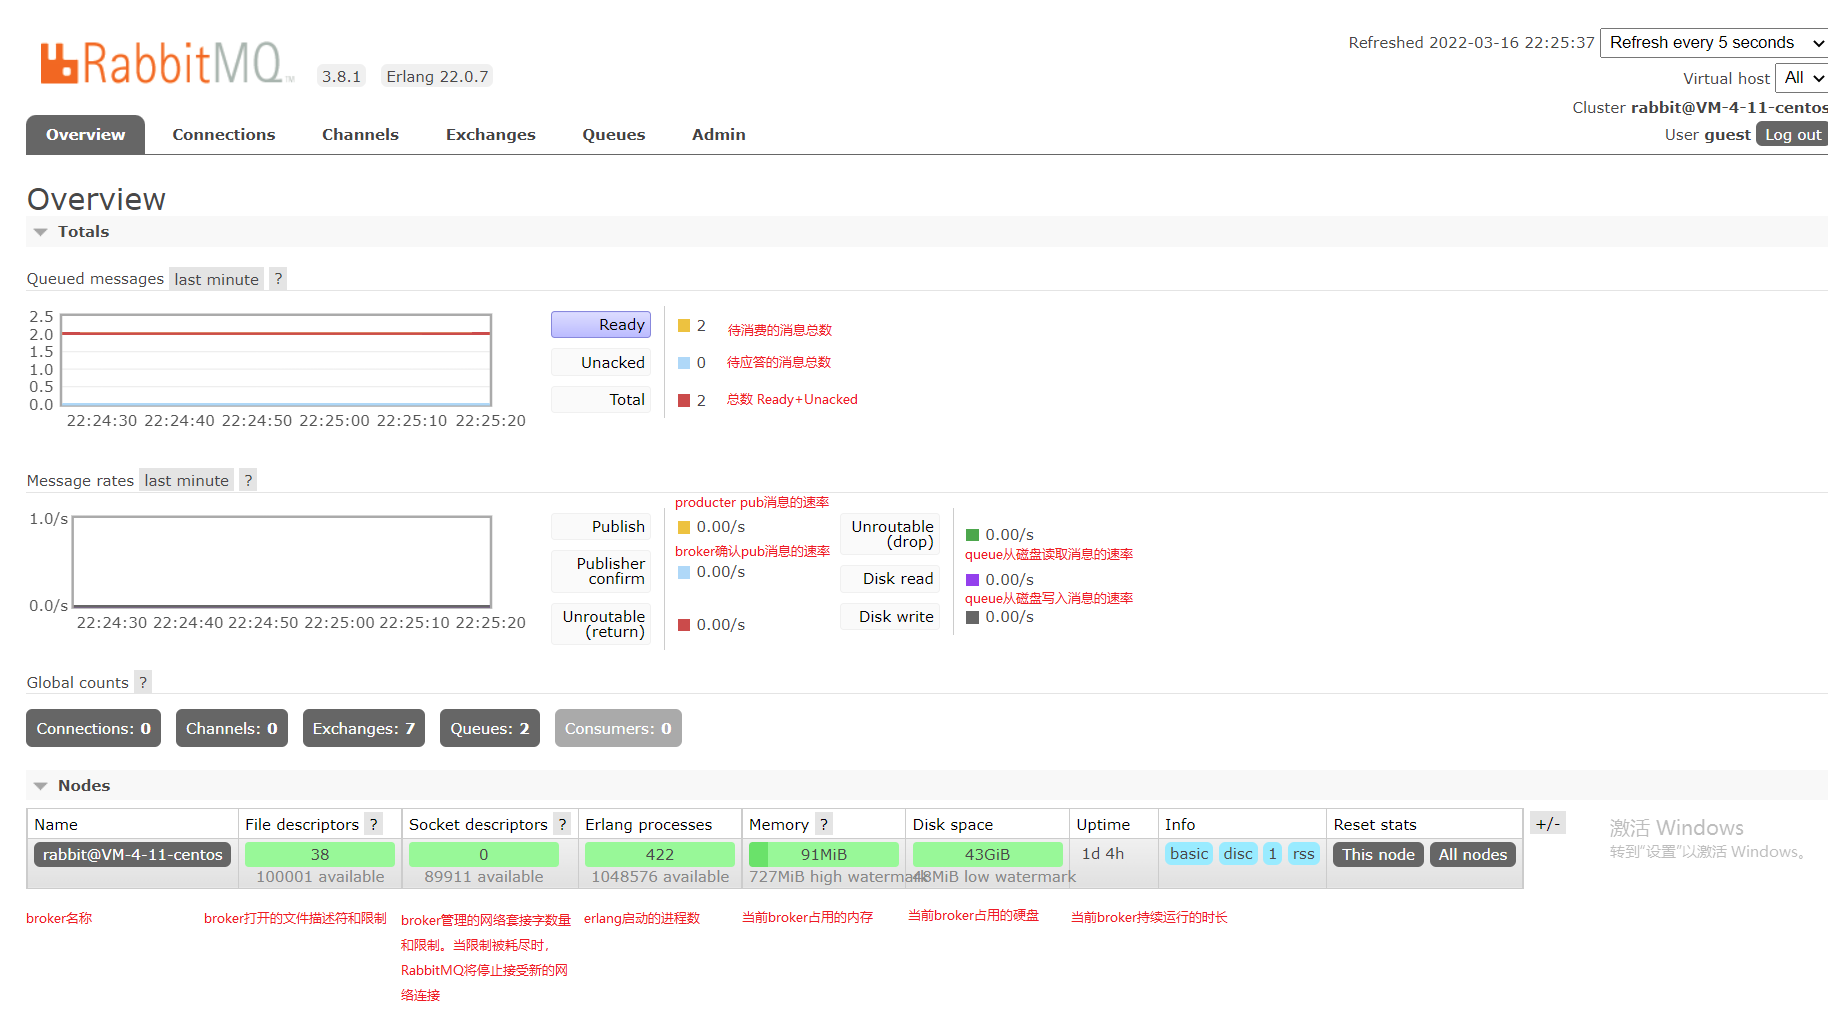 RabbitMQ™ 3.8.1 Erlang 22.0.7
Refreshed 2022-03-16 22:25:37 Refresh every 5 seconds
Virtual host All
Cluster rabbit@VM-4-11-centos
User guest Log out
Overview Connections Channels Exchanges Queues Admin
Overview
Totals
Queued messages last minute ?
2.5
2.0
1.5
1.0
0.5
0.0
22:24:30 22:24:40 22:24:50 22:25:00 22:25:10 22:25:20
Ready 2 待消费的消息总数
Unacked 0 待应答的消息总数
Total 2 总数 Ready+Unacked
Message rates last minute ?
1.0/s
0.0/s
22:24:30 22:24:40 22:24:50 22:25:00 22:25:10 22:25:20
producter pub消息的速率
Publish 0.00/s
broker确认pub消息的速率
Publisher confirm 0.00/s
Unroutable (return) 0.00/s
Unroutable (drop) 0.00/s
queue从磁盘读取消息的速率
Disk read 0.00/s
queue从磁盘写入消息的速率
Disk write 0.00/s
Global counts ?
Connections: 0 Channels: 0 Exchanges: 7 Queues: 2 Consumers: 0
Nodes
Name File descriptors ? Socket descriptors ? Erlang processes Memory ? Disk space Uptime Info Reset stats +/-
rabbit@VM-4-11-centos 38 0 422 91MiB 43GiB 1d 4h basic disc 1 rss This node All nodes
100001 available 89911 available 1048576 available 727MiB high watermark 48MiB low watermark
激活 Windows
转到“设置”以激活 Windows。
broker名称
broker打开的文件描述符和限制
broker管理的网络套接字数量
和限制。当限制被耗尽时，
RabbitMQ将停止接受新的网
络连接
erlang启动的进程数
当前broker占用的内存
当前broker占用的硬盘
当前broker持续运行的时长